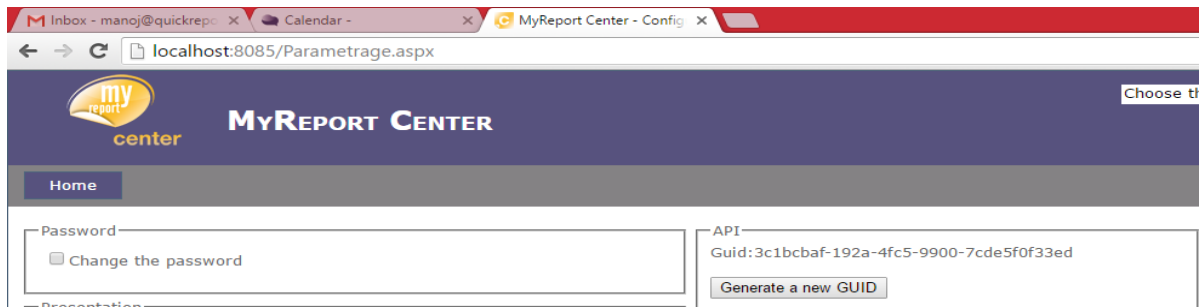 Inbox - manoj@quickrepo
Calendar -
MyReport Center - Config
localhost:8085/Parametrage.aspx
my
report
center
MyReport Center
Choose th
Home
Password
Change the password
API
Guid:3c1bcbaf-192a-4fc5-9900-7cde5f0f33ed
Generate a new GUID
Presentation